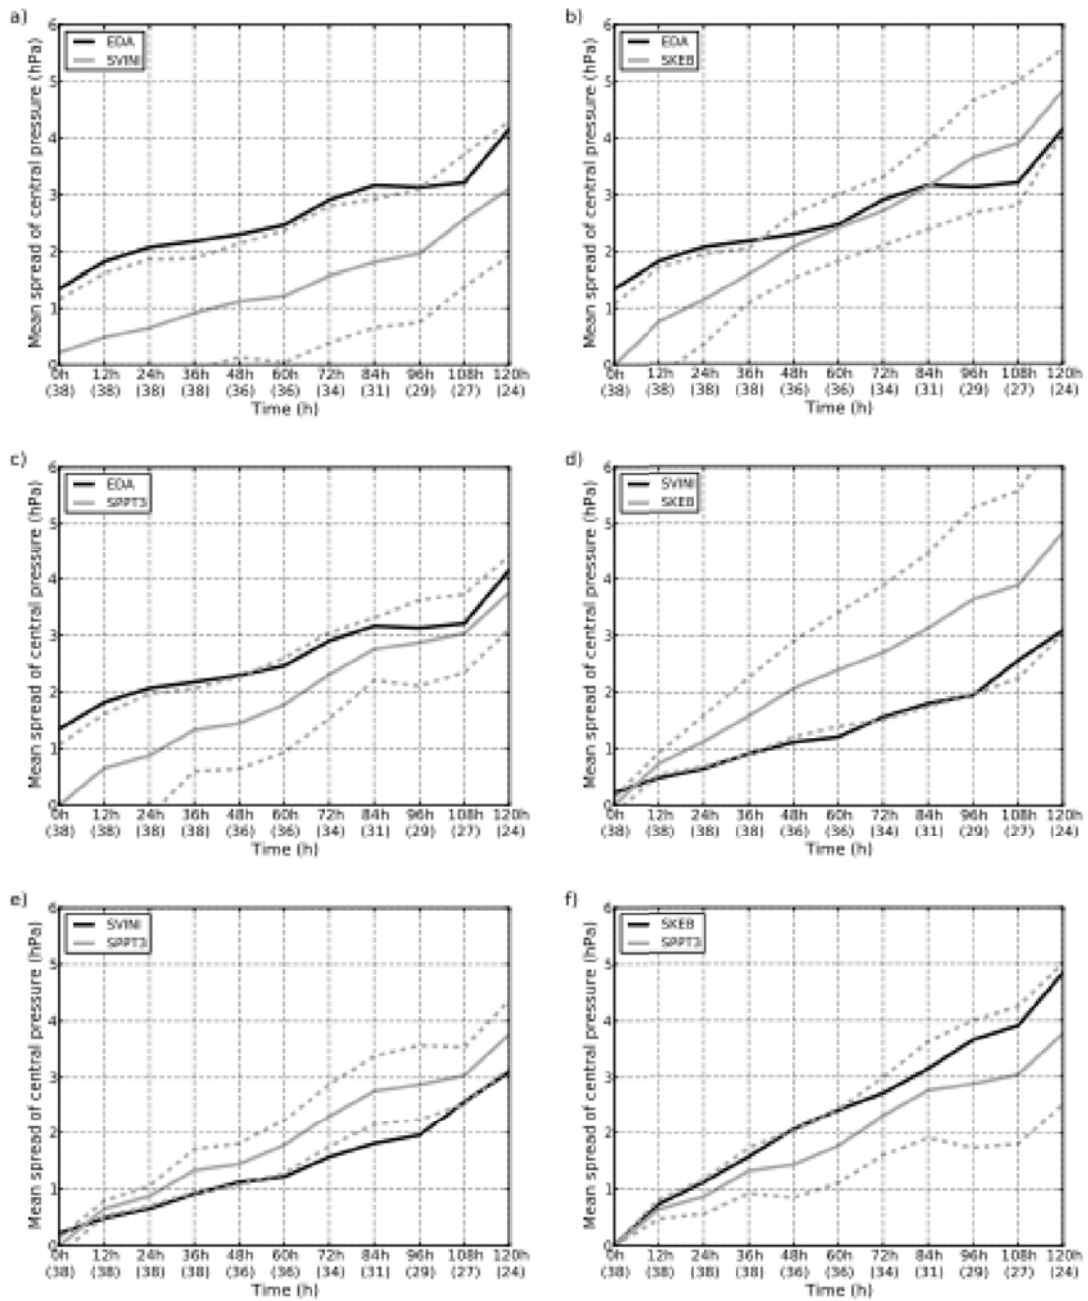 a)
EDA
SVINI
Mean spread of central pressure (hPa)
6
5
4
3
2
1
0
0h 12h 24h 36h 48h 60h 72h 84h 96h 108h 120h
(38) (38) (38) (38) (36) (36) (34) (31) (29) (27) (24)
Time (h)
b)
EDA
SKEB
Mean spread of central pressure (hPa)
6
5
4
3
2
1
0
0h 12h 24h 36h 48h 60h 72h 84h 96h 108h 120h
(38) (38) (38) (38) (36) (36) (34) (31) (29) (27) (24)
Time (h)
c)
EDA
SPPT3
Mean spread of central pressure (hPa)
6
5
4
3
2
1
0
0h 12h 24h 36h 48h 60h 72h 84h 96h 108h 120h
(38) (38) (38) (38) (36) (36) (34) (31) (29) (27) (24)
Time (h)
d)
SVINI
SKEB
Mean spread of central pressure (hPa)
6
5
4
3
2
1
0
0h 12h 24h 36h 48h 60h 72h 84h 96h 108h 120h
(38) (38) (38) (38) (36) (36) (34) (31) (29) (27) (24)
Time (h)
e)
SVINI
SPPT3
Mean spread of central pressure (hPa)
6
5
4
3
2
1
0
0h 12h 24h 36h 48h 60h 72h 84h 96h 108h 120h
(38) (38) (38) (38) (36) (36) (34) (31) (29) (27) (24)
Time (h)
f)
SKEB
SPPT3
Mean spread of central pressure (hPa)
6
5
4
3
2
1
0
0h 12h 24h 36h 48h 60h 72h 84h 96h 108h 120h
(38) (38) (38) (38) (36) (36) (34) (31) (29) (27) (24)
Time (h)